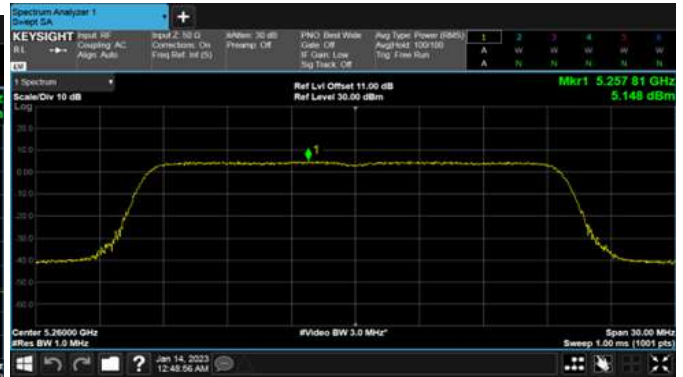 Spectrum Analyzer 1
Swept SA
+
KEYSIGHT
RL
Input: RF
Coupling: AC
Align: Auto
Input Z: 50 Ω
Corrections: On
Freq Ref: Int (S)
#Atten: 30 dB
Preamp: Off
PNO: Best Wide
Gate: Off
IF Gain: Low
Sig Track: Off
Avg Type: Power (RMS)
Avg|Hold: 100/100
Trig: Free Run
1 2 3 4 5 6
A W W W W W
A N N N N N
1 Spectrum
Scale/Div 10 dB
Log
Ref Lvl Offset 11.00 dB
Ref Level 30.00 dBm
Mkr1 5.257 81 GHz
5.148 dBm
20.0
10.0
0.00
-10.0
-20.0
-30.0
-40.0
-50.0
-60.0
1
Center 5.26000 GHz
#Res BW 1.0 MHz
#Video BW 3.0 MHz*
Span 30.00 MHz
Sweep 1.00 ms (1001 pts)
?
Jan 14, 2023
12:48:56 AM